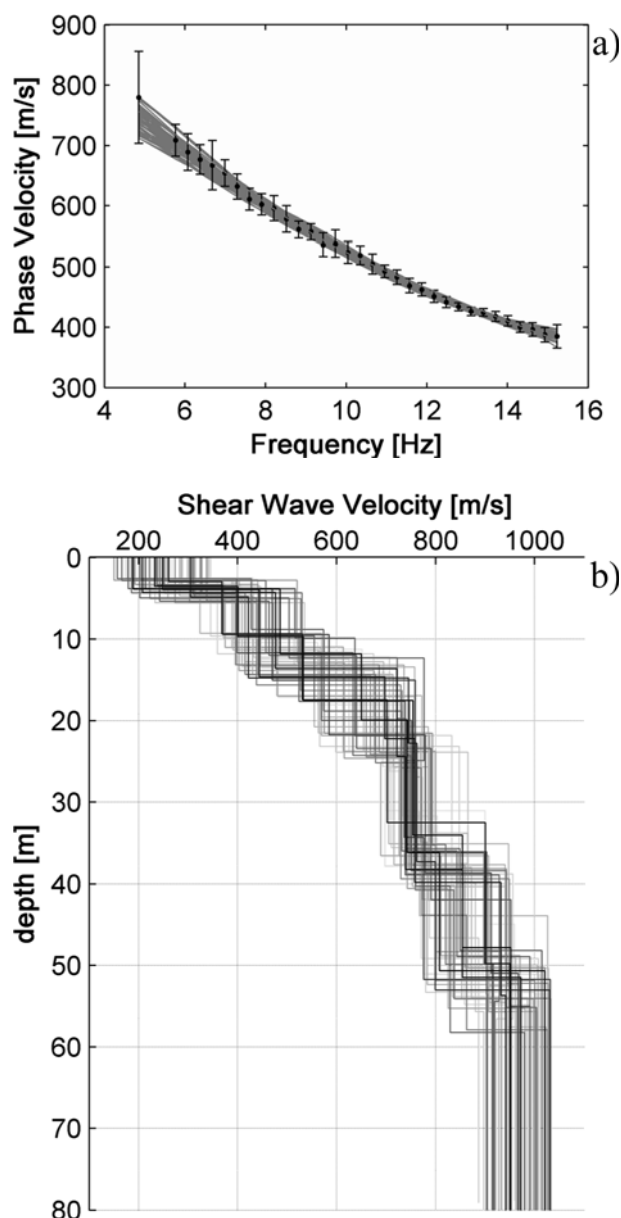 a)
900
800
700
600
500
400
300
Phase Velocity [m/s]
4 6 8 10 12 14 16
Frequency [Hz]
Shear Wave Velocity [m/s]
200 400 600 800 1000
b)
0
10
20
30
40
50
60
70
80
depth [m]